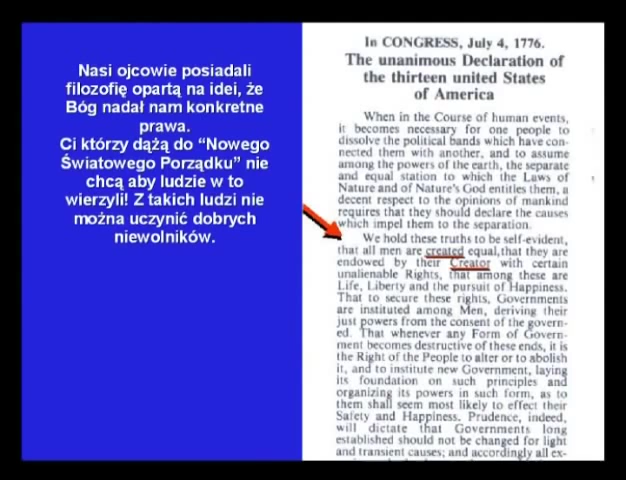 Nasi ojcowie posiadali
filozofię opartą na idei, że
Bóg nadał nam konkretne
prawa.
Ci którzy dążą do “Nowego
Światowego Porządku” nie
chcą aby ludzie w to
wierzyli! Z takich ludzi nie
można uczynić dobrych
niewolników.
In CONGRESS, July 4, 1776.
The unanimous Declaration of
the thirteen united States
of America
When in the Course of human events,
it becomes necessary for one people to
dissolve the political bands which have con-
nected them with another, and to assume
among the powers of the earth, the separate
and equal station to which the Laws of
Nature and of Nature's God entitles them, a
decent respect to the opinions of mankind
requires that they should declare the causes
which impel them to the separation.
We hold these truths to be self-evident,
that all men are created equal,that they are
endowed by their Creator with certain
unalienable Rights, that among these are
Life, Liberty and the pursuit of Happiness.
That to secure these rights, Governments
are instituted among Men, deriving their
just powers from the consent of the govern-
ed. That whenever any Form of Govern-
ment becomes destructive of these ends, it is
the Right of the People to alter or to abolish
it, and to institute new Government, laying
its foundation on such principles and
organizing its powers in such form, as to
them shall seem most likely to effect their
Safety and Happiness. Prudence, indeed,
will dictate that Governments long
established should not be changed for light
and transient causes; and accordingly all ex-